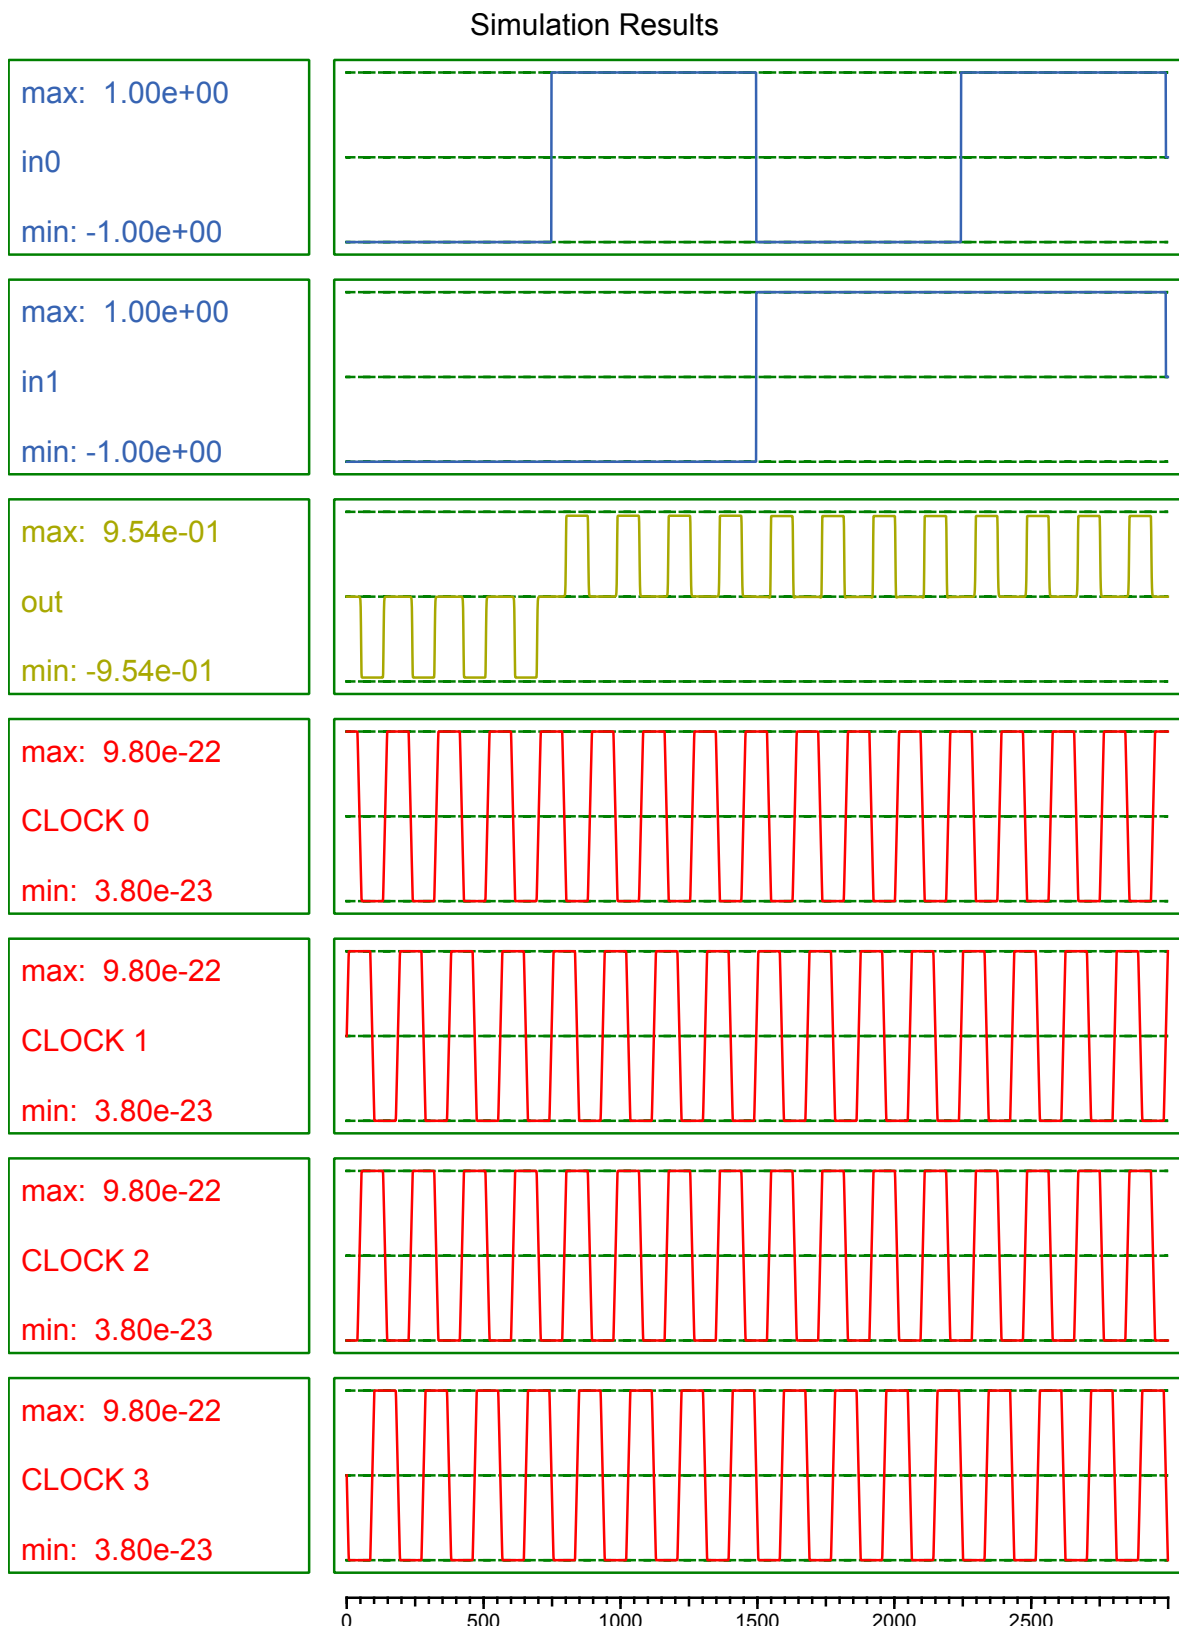 Simulation Results
max: 1.00e+00
in0
min: -1.00e+00
max: 1.00e+00
in1
min: -1.00e+00
max: 9.54e-01
out
min: -9.54e-01
max: 9.80e-22
CLOCK 0
min: 3.80e-23
max: 9.80e-22
CLOCK 1
min: 3.80e-23
max: 9.80e-22
CLOCK 2
min: 3.80e-23
max: 9.80e-22
CLOCK 3
min: 3.80e-23
0 500 1000 1500 2000 2500